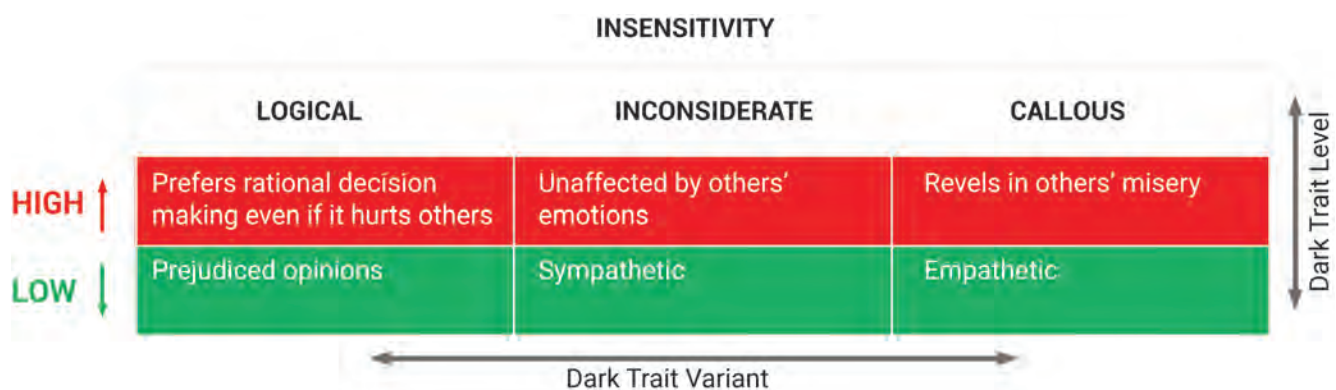 INSENSITIVITY
LOGICAL
INCONSIDERATE
CALLOUS
Dark Trait Level
HIGH
Prefers rational decision
making even if it hurts others
Unaffected by others'
emotions
Revels in others' misery
LOW
Prejudiced opinions
Sympathetic
Empathetic
Dark Trait Variant